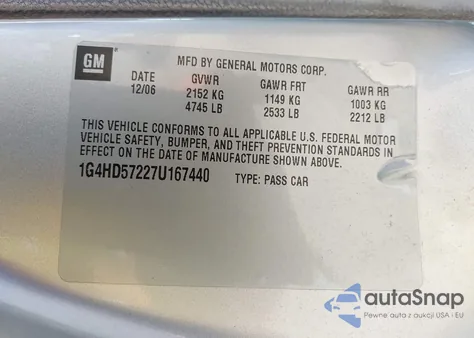 GM
MFD BY GENERAL MOTORS CORP.
DATE GVWR GAWR FRT GAWR RR
12/06 2152 KG 1149 KG 1003 KG
4745 LB 2533 LB 2212 LB
THIS VEHICLE CONFORMS TO ALL APPLICABLE U.S. FEDERAL MOTOR
VEHICLE SAFETY, BUMPER, AND THEFT PREVENTION STANDARDS IN
EFFECT ON THE DATE OF MANUFACTURE SHOWN ABOVE.
1G4HD57227U167440 TYPE: PASS CAR
autoSnap
Pewne auta z aukcji USA i EU